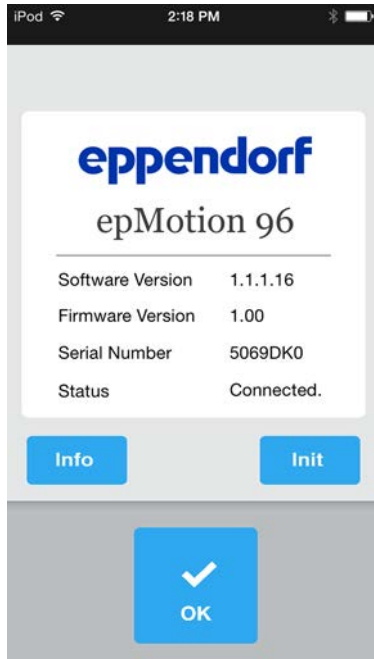 iPod 2:18 PM
eppendorf
epMotion 96
Software Version 1.1.1.16
Firmware Version 1.00
Serial Number 5069DK0
Status Connected.
Info Init
OK